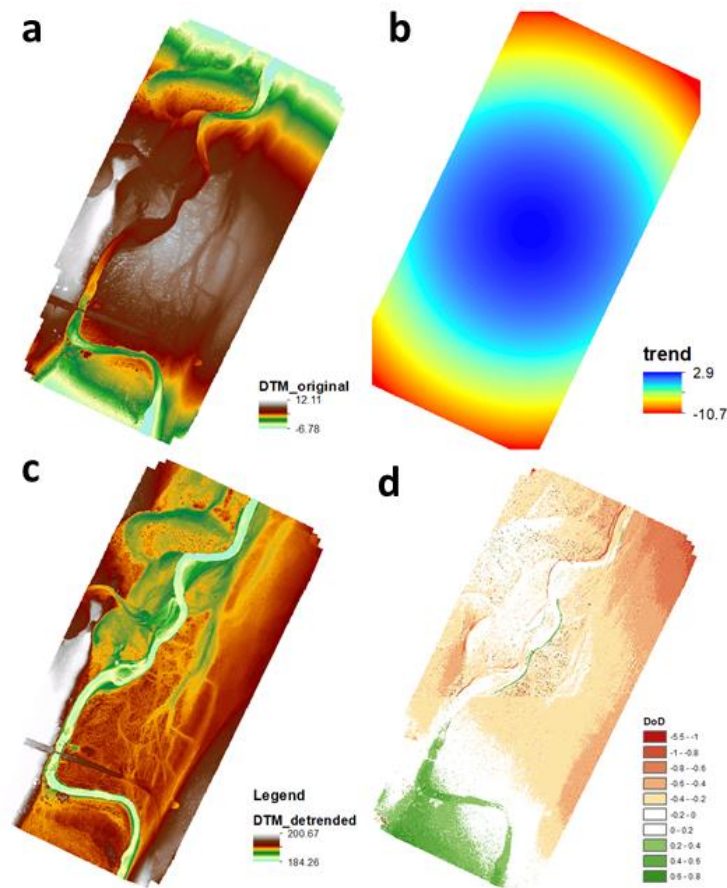 a
b
DTM_original
12.11
-6.78
trend
2.9
-10.7
c
d
Legend
DTM_detrended
200.67
184.26
DoD
-5.5 - -1
-1 - -0.8
-0.8 - -0.6
-0.6 - -0.4
-0.4 - -0.2
-0.2 - 0
0 - 0.2
0.2 - 0.4
0.4 - 0.6
0.6 - 0.8